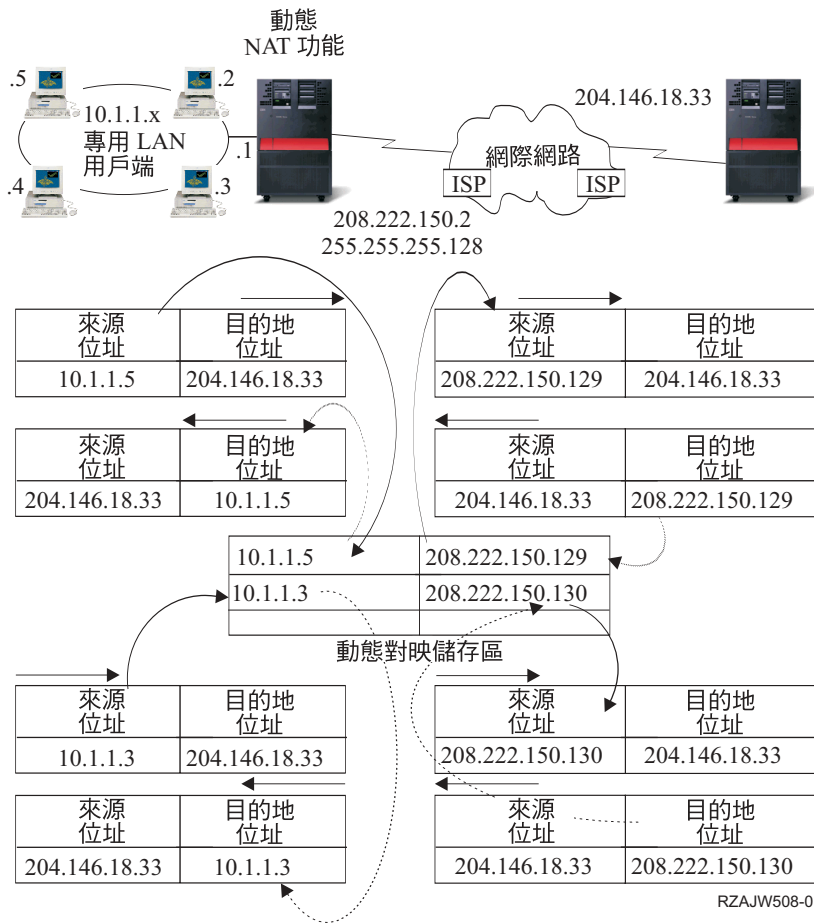 動態
NAT 功能
.5
.2
10.1.1.x
專用 LAN
用戶端
.1
.4
.3
204.146.18.33
網際網路
ISP
ISP
208.222.150.2
255.255.255.128
來源
位址
目的地
位址
10.1.1.5
204.146.18.33
來源
位址
目的地
位址
208.222.150.129
204.146.18.33
來源
位址
目的地
位址
204.146.18.33
10.1.1.5
來源
位址
目的地
位址
204.146.18.33
208.222.150.129
10.1.1.5
208.222.150.129
10.1.1.3
208.222.150.130
動態對映儲存區
來源
位址
目的地
位址
10.1.1.3
204.146.18.33
來源
位址
目的地
位址
208.222.150.130
204.146.18.33
來源
位址
目的地
位址
204.146.18.33
10.1.1.3
來源
位址
目的地
位址
204.146.18.33
208.222.150.130
RZAJW508-0